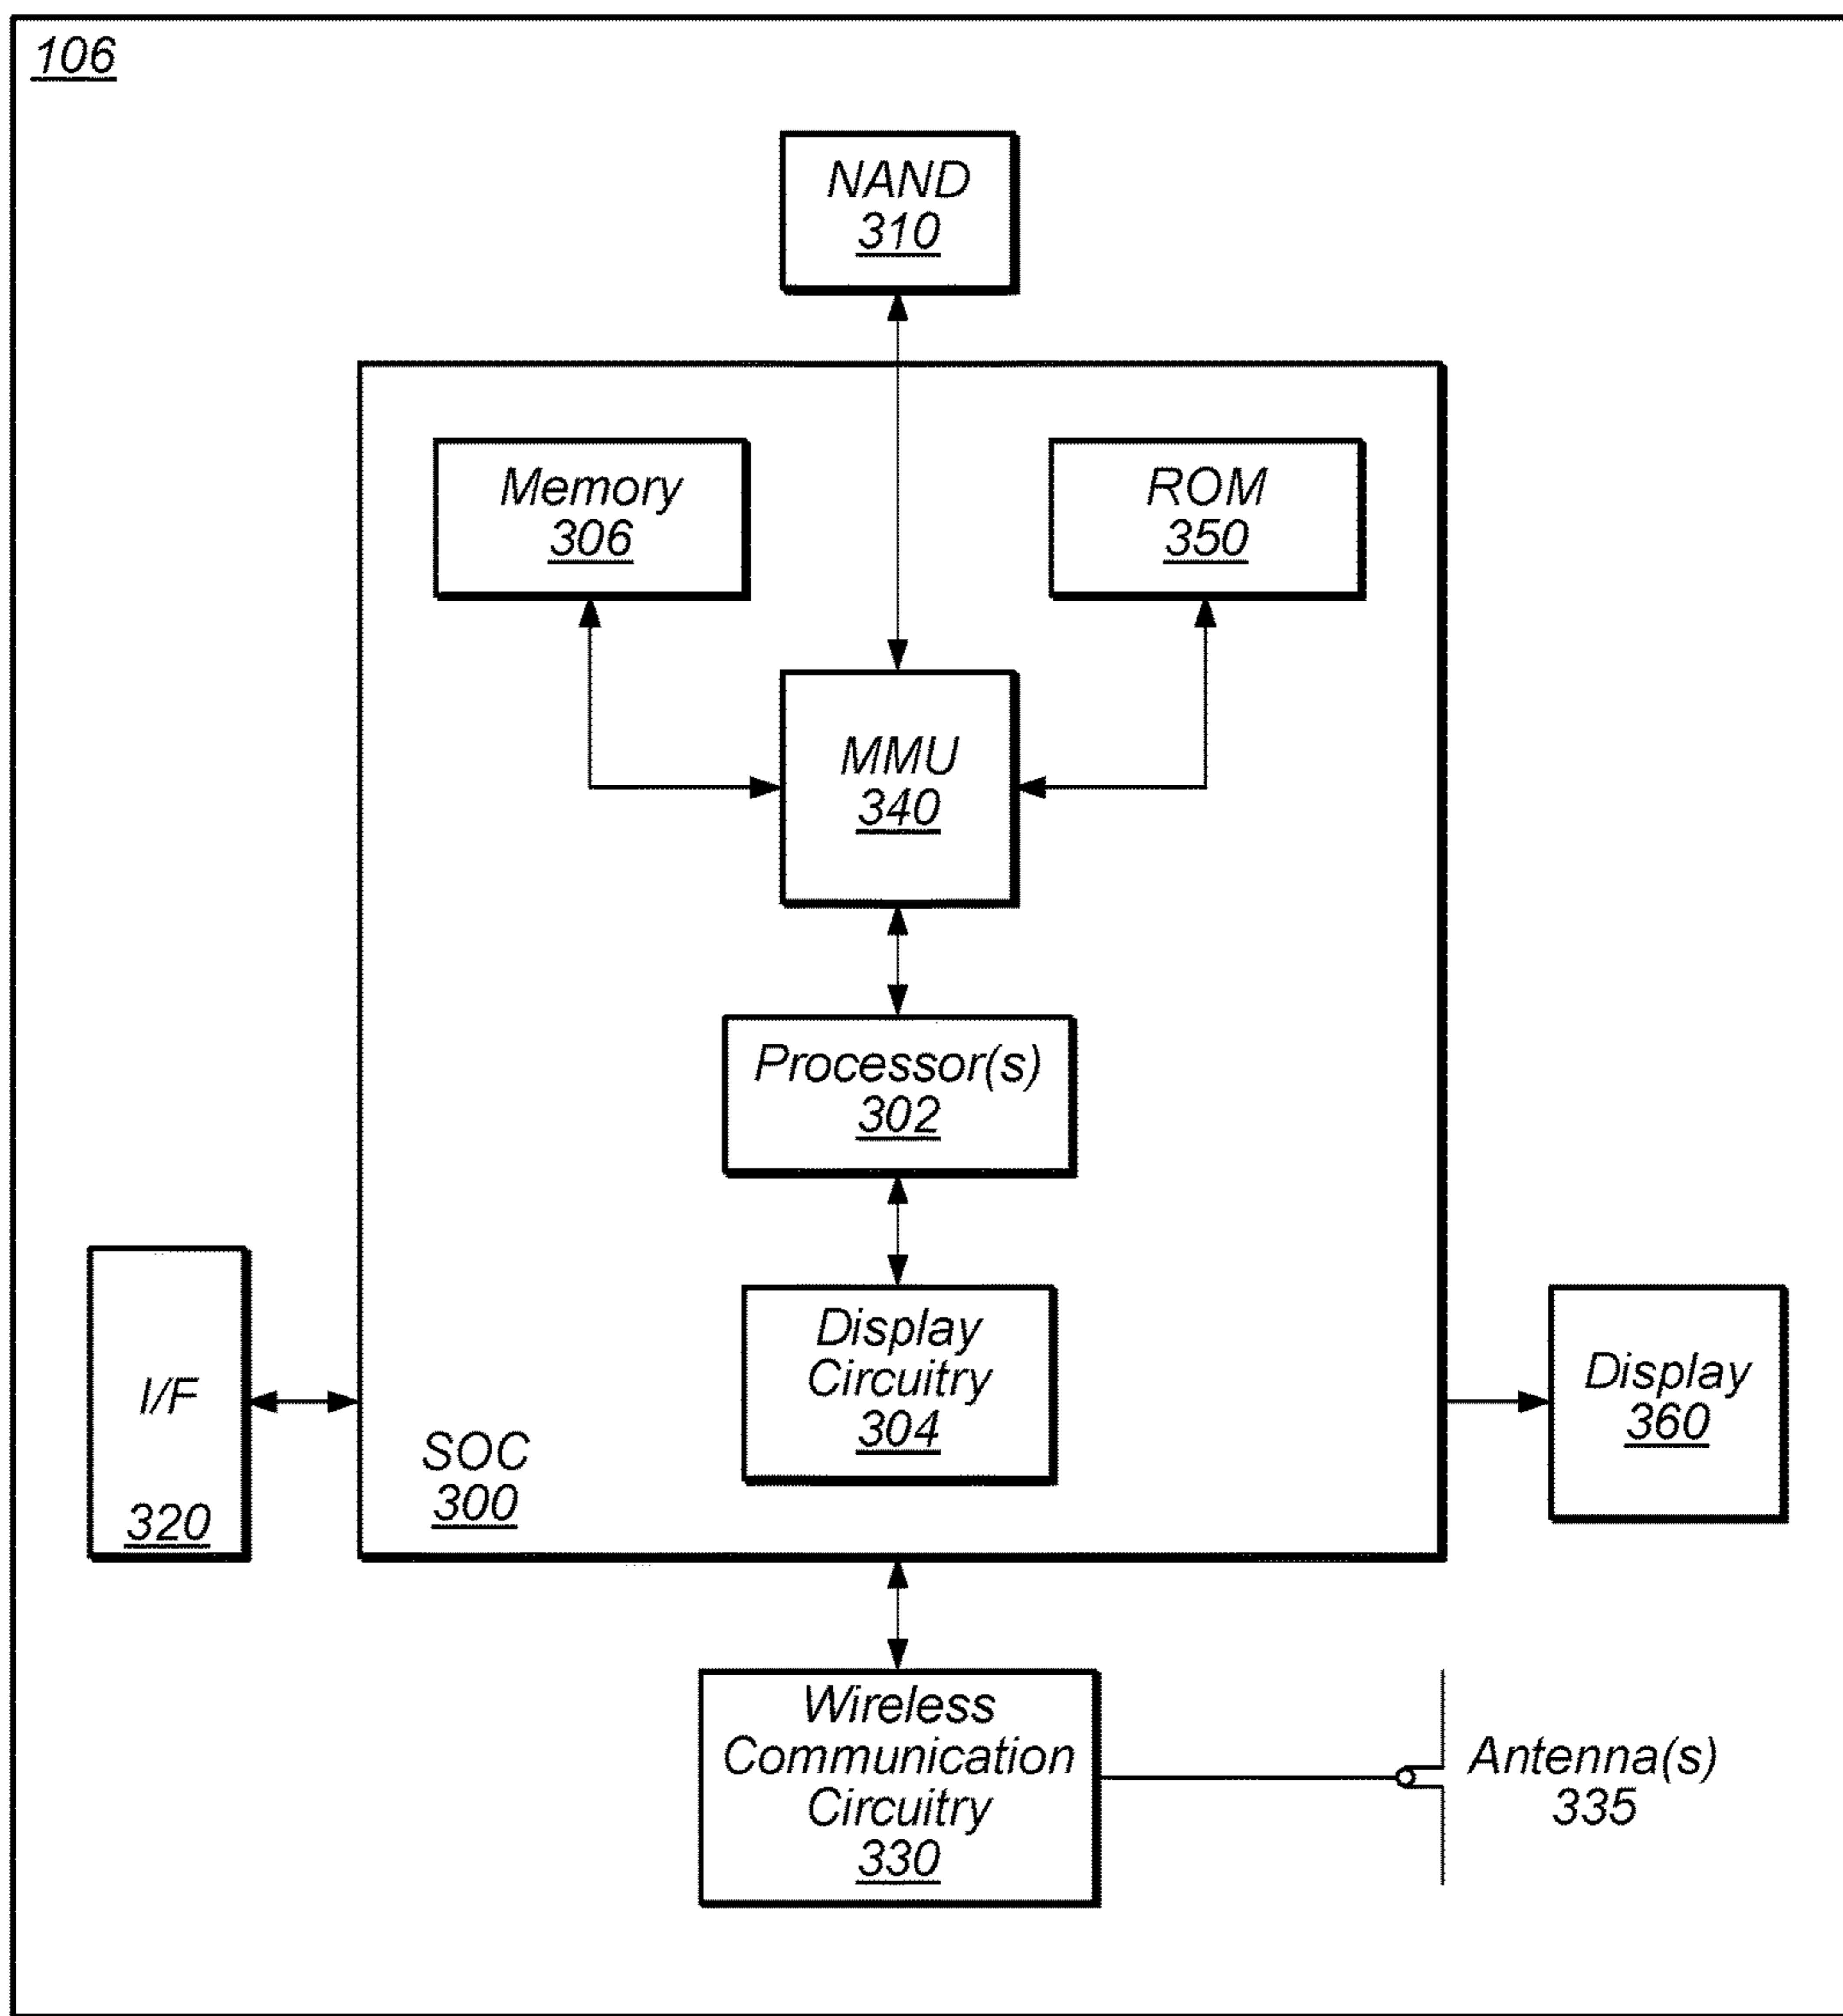 106
NAND
310
Memory
306
ROM
350
MMU
340
Processor(s)
302
Display
Circuitry
304
I/F
320
SOC
300
Display
360
Wireless
Communication
Circuitry
330
Antenna(s)
335